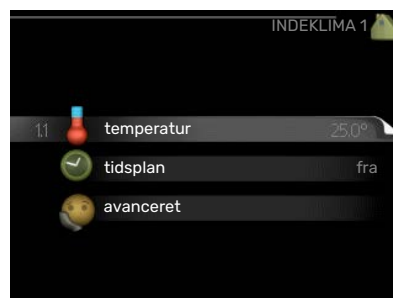 INDEKLIMA 1
1.1 temperatur 25.0°
tidsplan fra
avanceret